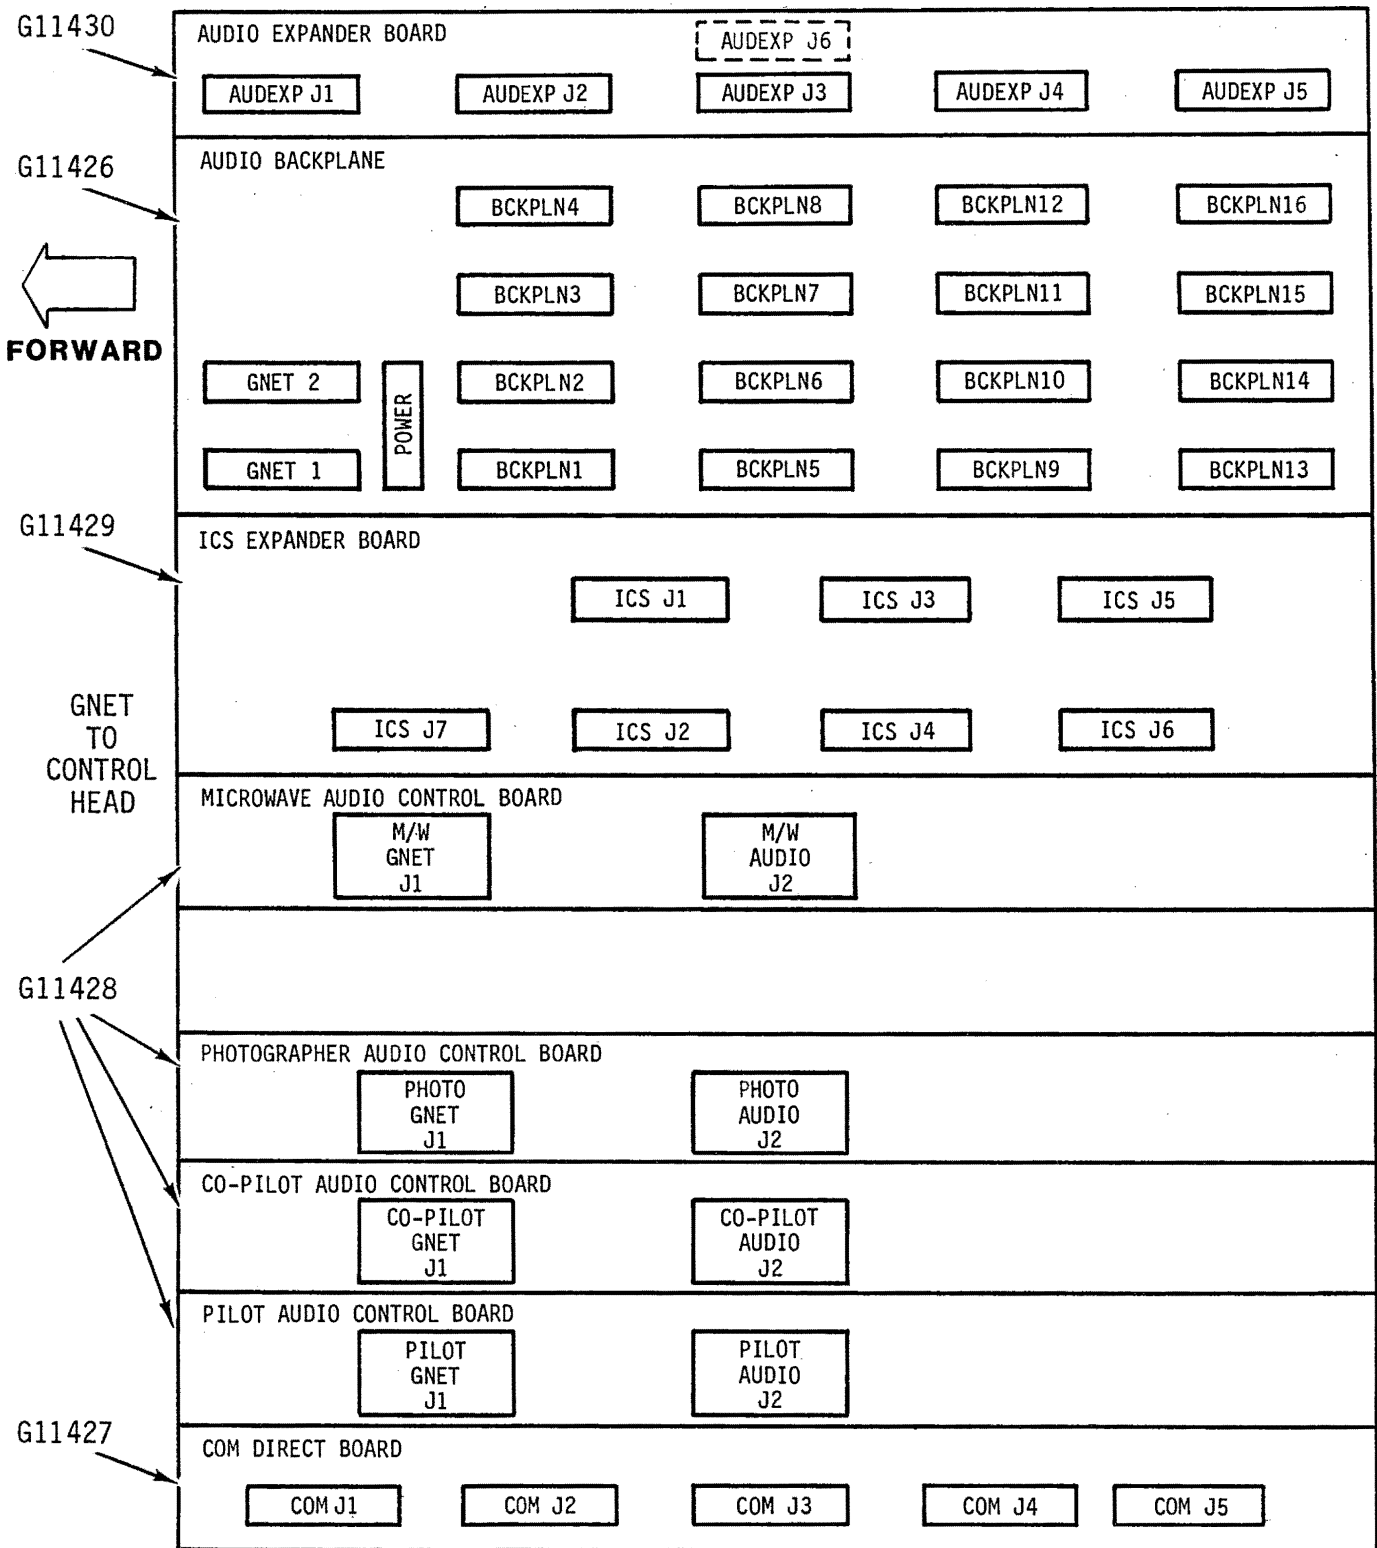 G11430
AUDIO EXPANDER BOARD
AUDEXP J6
AUDEXP J1 AUDEXP J2 AUDEXP J3 AUDEXP J4 AUDEXP J5
G11426
AUDIO BACKPLANE
BCKPLN4 BCKPLN8 BCKPLN12 BCKPLN16
BCKPLN3 BCKPLN7 BCKPLN11 BCKPLN15
FORWARD
GNET 2 POWER BCKPLN2 BCKPLN6 BCKPLN10 BCKPLN14
GNET 1 BCKPLN1 BCKPLN5 BCKPLN9 BCKPLN13
G11429
ICS EXPANDER BOARD
ICS J1 ICS J3 ICS J5
ICS J7 ICS J2 ICS J4 ICS J6
GNET
TO
CONTROL
HEAD
MICROWAVE AUDIO CONTROL BOARD
M/W
GNET
J1
M/W
AUDIO
J2
G11428
PHOTOGRAPHER AUDIO CONTROL BOARD
PHOTO
GNET
J1
PHOTO
AUDIO
J2
CO-PILOT AUDIO CONTROL BOARD
CO-PILOT
GNET
J1
CO-PILOT
AUDIO
J2
PILOT AUDIO CONTROL BOARD
PILOT
GNET
J1
PILOT
AUDIO
J2
G11427
COM DIRECT BOARD
COM J1 COM J2 COM J3 COM J4 COM J5